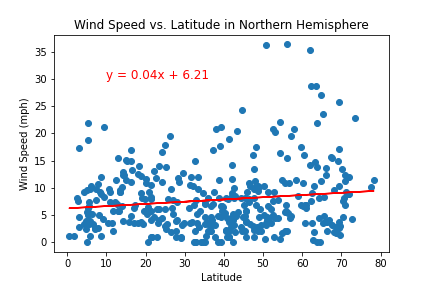 Wind Speed vs. Latitude in Northern Hemisphere
35
30
25
20
15
10
5
0
Wind Speed (mph)
y = 0.04x + 6.21
0 10 20 30 40 50 60 70 80
Latitude